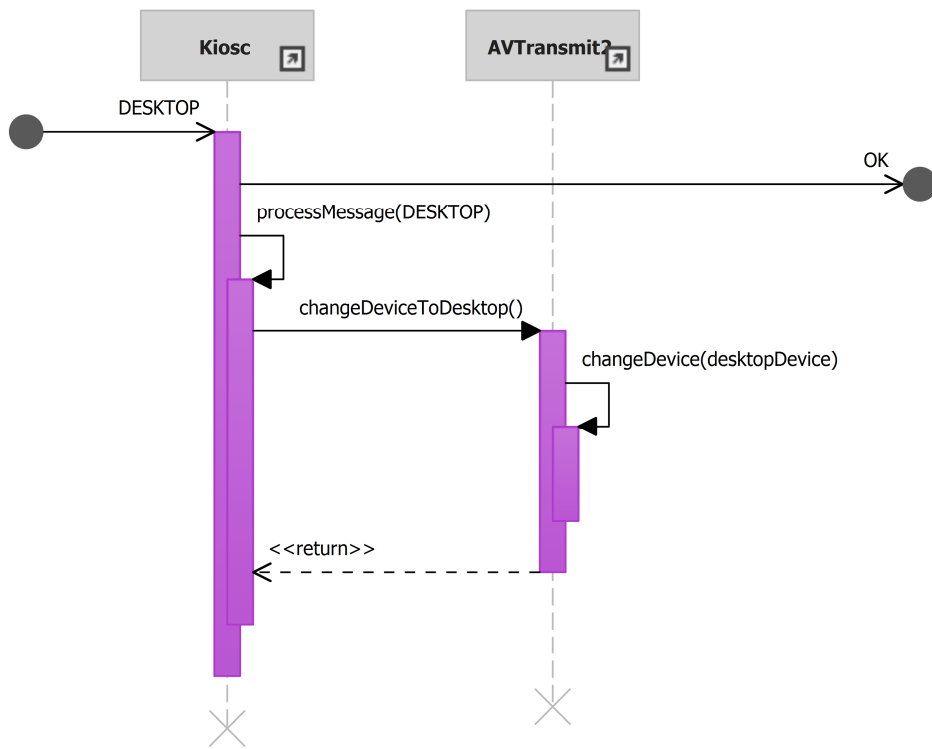 Kiosc
AVTransmit2
DESKTOP
OK
processMessage(DESKTOP)
changeDeviceToDesktop()
changeDevice(desktopDevice)
<<return>>